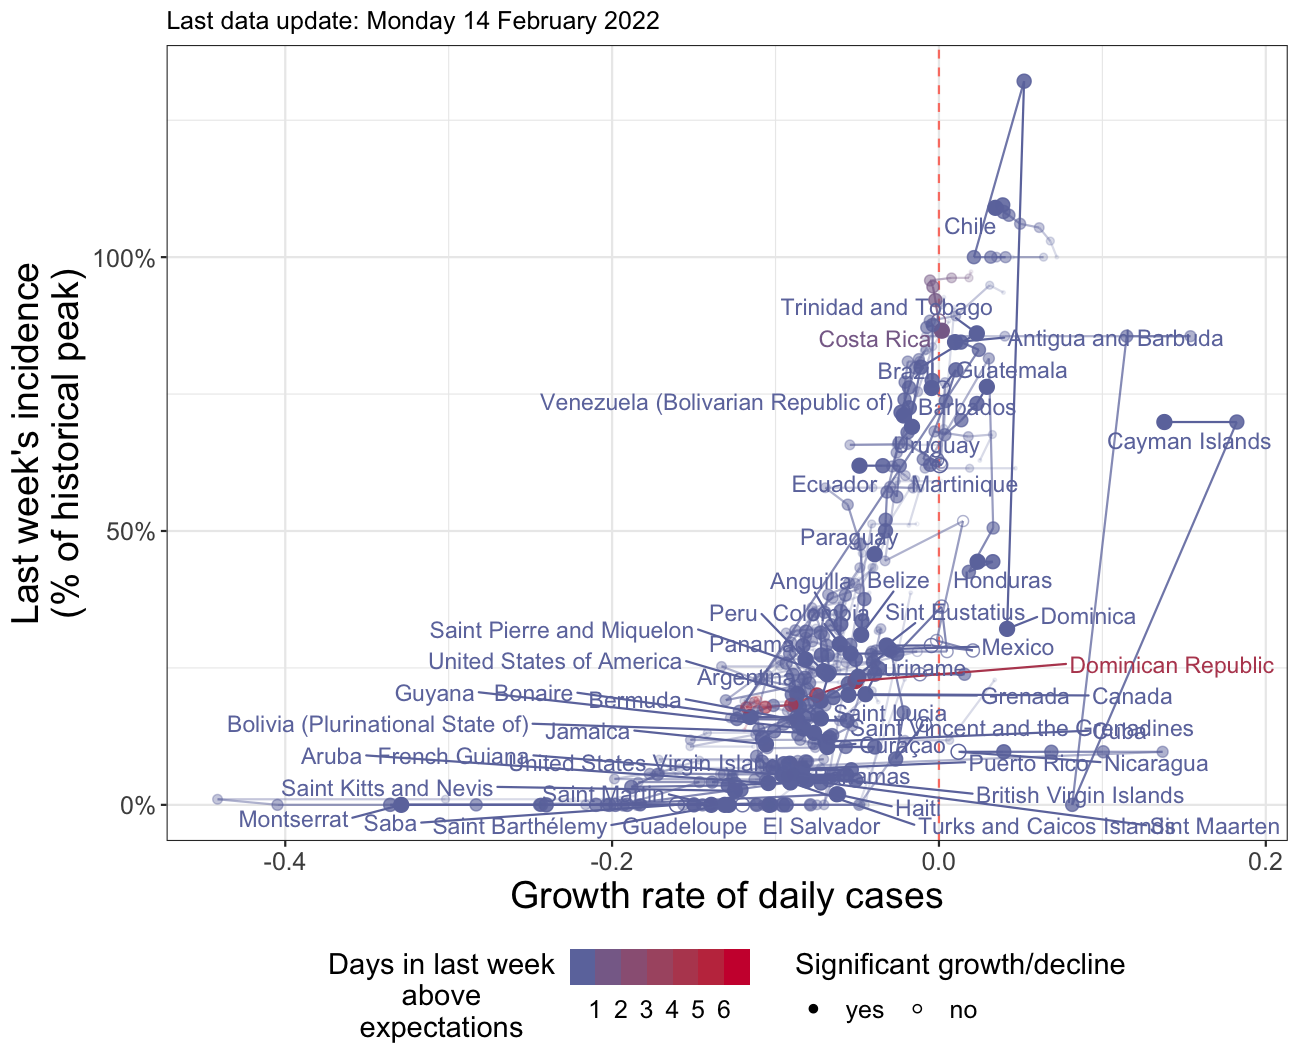 Last data update: Monday 14 February 2022
Last week's incidence
(% of historical peak)
100%
50%
0%
Chile
Trinidad and Tobago
Costa Rica
Antigua and Barbuda
Brazil
Guatemala
Venezuela (Bolivarian Republic of)
Barbados
Cayman Islands
Uruguay
Ecuador
Martinique
Paraguay
Anguilla
Belize
Honduras
Peru
Colombia
Sint Eustatius
Dominica
Saint Pierre and Miquelon
Panama
Mexico
United States of America
Suriname
Dominican Republic
Argentina
Guyana
Bonaire
Bermuda
Grenada
Canada
Saint Lucia
Bolivia (Plurinational State of)
Jamaica
Saint Vincent and the Grenadines
Cuba
Curaçao
Aruba
French Guiana
United States Virgin Islands
Puerto Rico
Nicaragua
Bahamas
Saint Kitts and Nevis
Saint Martin
British Virgin Islands
Haiti
Montserrat
Saba
Saint Barthélemy
Guadeloupe
El Salvador
Turks and Caicos Islands
Sint Maarten
-0.4
-0.2
0.0
0.2
Growth rate of daily cases
Days in last week
above
expectations
1 2 3 4 5 6
Significant growth/decline
yes
no